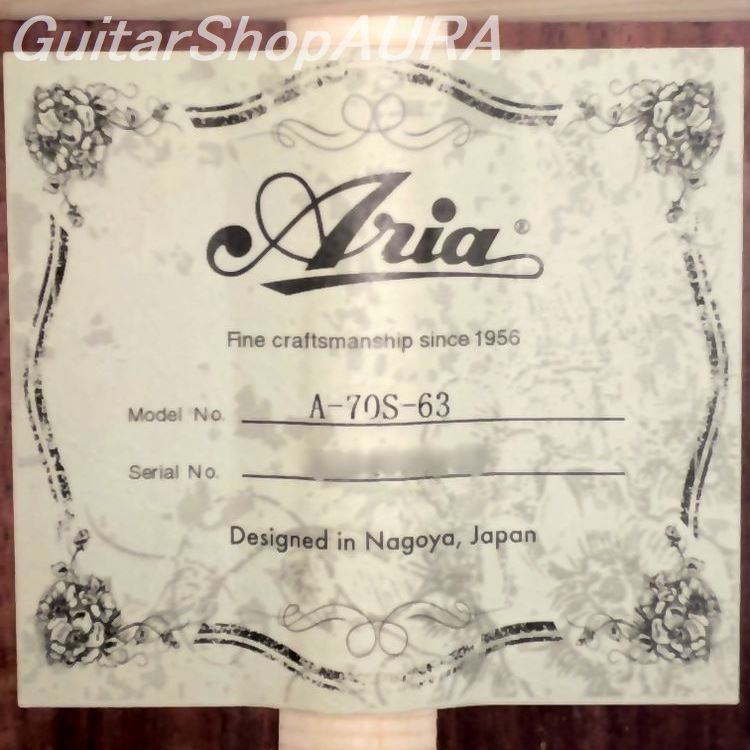 GuitarShopAURA
Aria®
Fine craftsmanship since 1956
Model No. A-70S-63
Serial No.
Designed in Nagoya, Japan